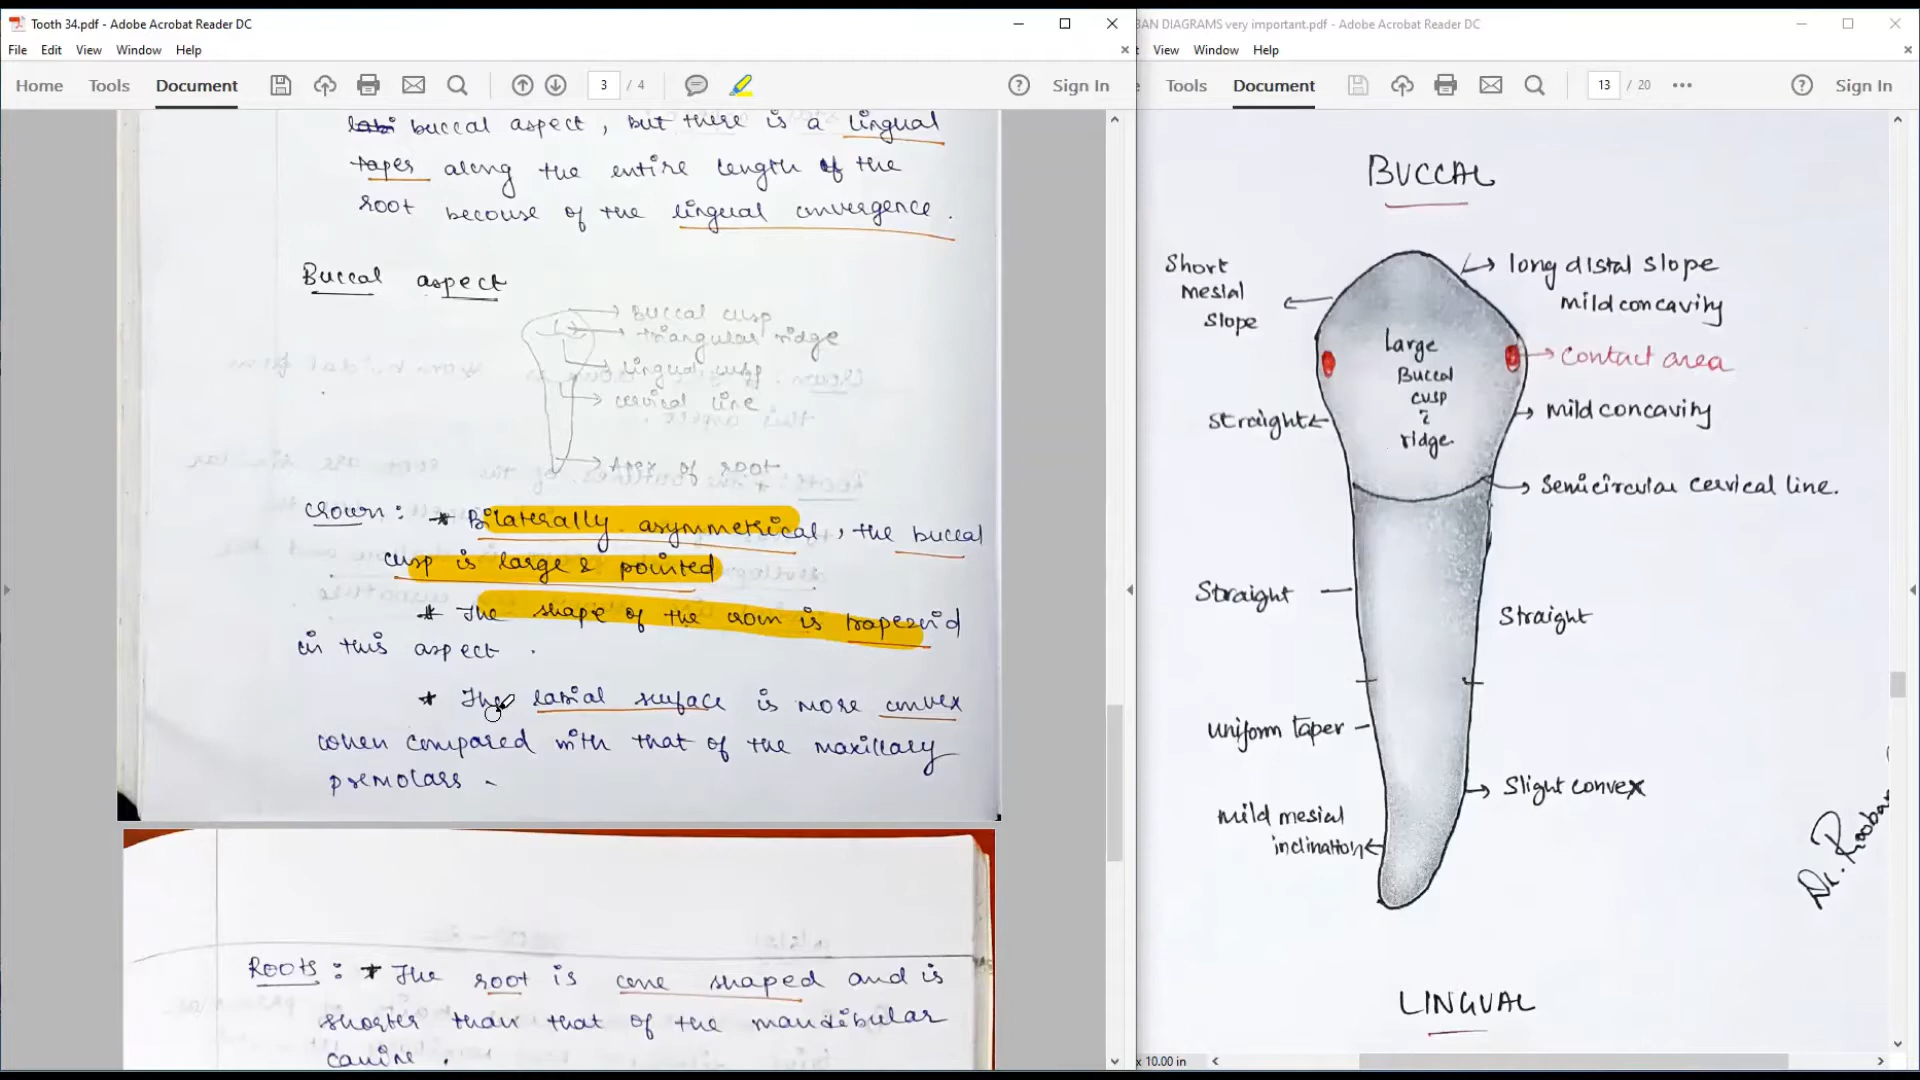 Tooth 34.pdf - Adobe Acrobat Reader DC
File Edit View Window Help
Home Tools Document 3 / 4 Sign In
buccal aspect, but there is a lingual
taper along the entire length of the
root becouse of the lingual convergence.
Buccal aspect
Buccal cusp
triangular ridge
lingual cusp
cervical line
Apex of root
Crown: * Bilaterally asymmetrical, the buccal
cusp is large & pointed
* The shape of the crown is trapezoid
in this aspect.
* The labial surface is more convex
when compared with that of the maxillary
premolars -
Roots: * The root is cone shaped and is
shorter than that of the mandibular
canine.
BAN DIAGRAMS very important.pdf - Adobe Acrobat Reader DC
View Window Help
Tools Document 13 / 20 Sign In
BUCCAL
Short
mesial
slope
long distal slope
mild concavity
Large
Buccal
cusp
ridge
contact area
straight
mild concavity
Semicircular cervical line.
Straight
Straight
uniform taper
Slight convex
mild mesial
inclination
Dr. Rooban
LINGUAL
x 10.00 in